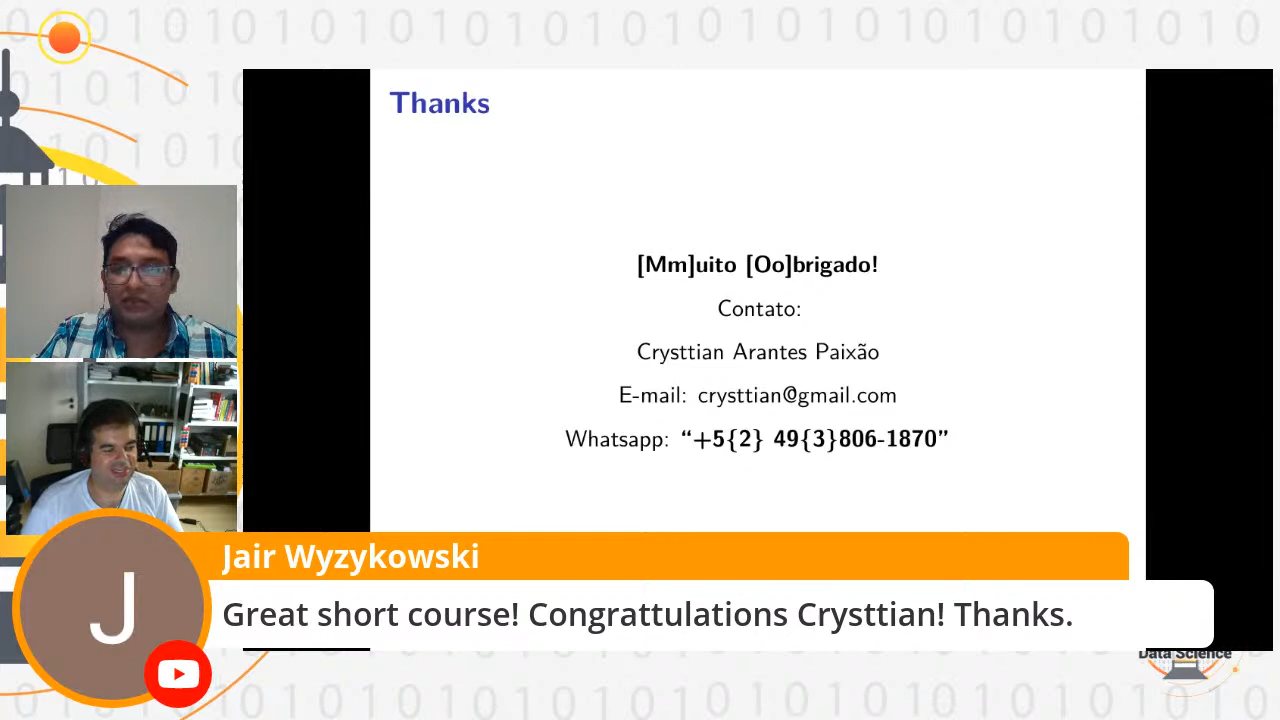 Thanks
[Mm]uito [Oo]brigado!
Contato:
Crysttian Arantes Paixão
E-mail: crysttian@gmail.com
Whatsapp: “+5{2} 49{3}806-1870”
Jair Wyzykowski
J
Great short course! Congrattulations Crysttian! Thanks.
Data Science